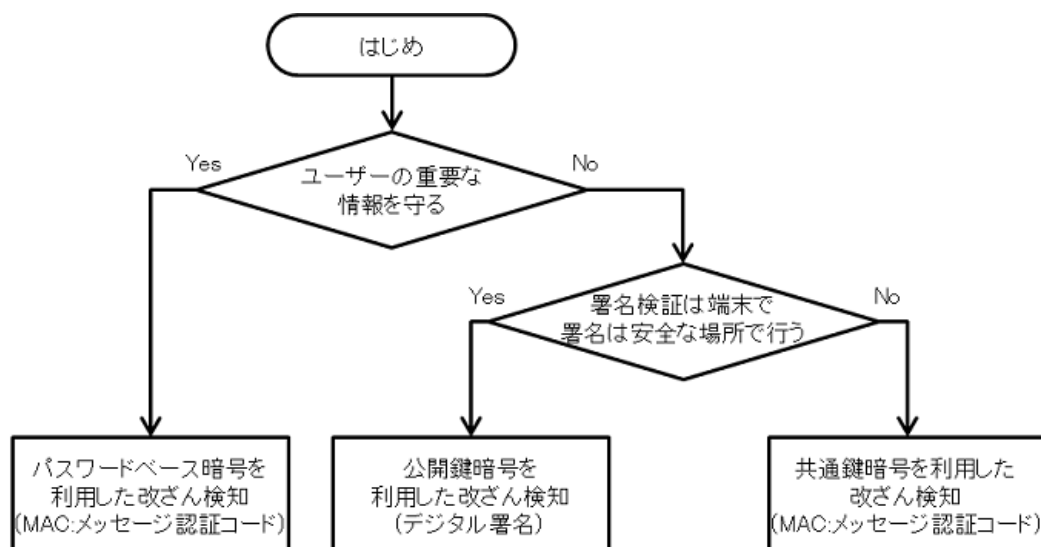 はじめ
Yes
No
ユーザーの重要な
情報を守る
Yes
No
署名検証は端末で
署名は安全な場所で行う
パスワードベース暗号を
利用した改ざん検知
(MAC:メッセージ認証コード)
公開鍵暗号を
利用した改ざん検知
(デジタル署名)
共通鍵暗号を利用した
改ざん検知
(MAC:メッセージ認証コード)